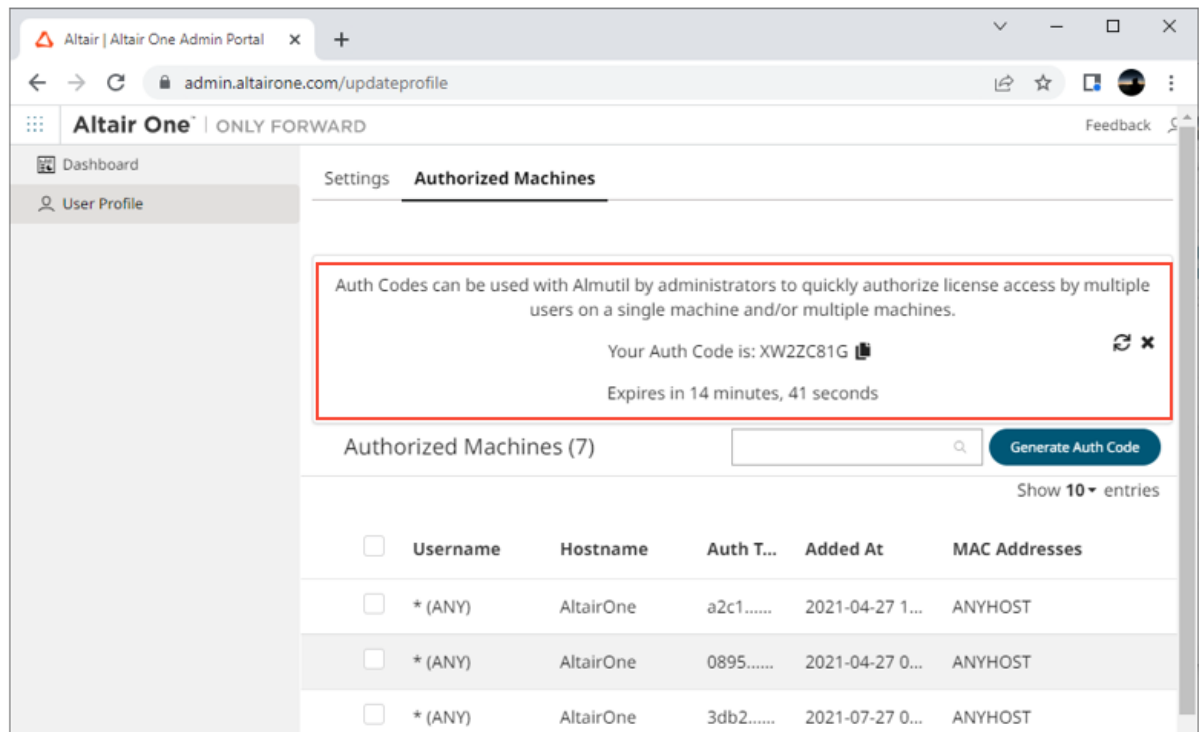 Altair | Altair One Admin Portal
admin.altairone.com/updateprofile
Altair One™ | ONLY FORWARD
Feedback
Dashboard
User Profile
Settings
Authorized Machines
Auth Codes can be used with Almutil by administrators to quickly authorize license access by multiple
users on a single machine and/or multiple machines.
Your Auth Code is: XW2ZC81G
Expires in 14 minutes, 41 seconds
Authorized Machines (7)
Generate Auth Code
Show 10 entries
Username Hostname Auth T... Added At MAC Addresses
* (ANY) AltairOne a2c1...... 2021-04-27 1... ANYHOST
* (ANY) AltairOne 0895...... 2021-04-27 0... ANYHOST
* (ANY) AltairOne 3db2...... 2021-07-27 0... ANYHOST